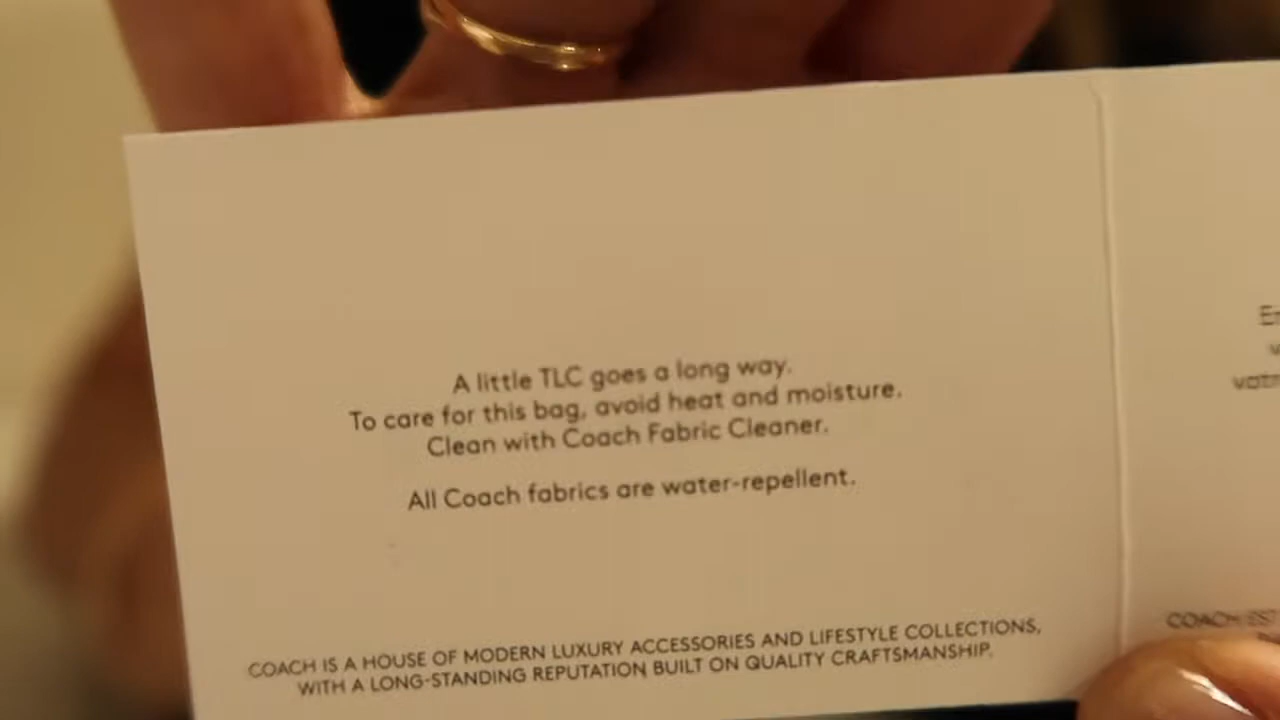 A little TLC goes a long way.
To care for this bag, avoid heat and moisture.
Clean with Coach Fabric Cleaner.
All Coach fabrics are water-repellent.
COACH IS A HOUSE OF MODERN LUXURY ACCESSORIES AND LIFESTYLE COLLECTIONS,
WITH A LONG-STANDING REPUTATION BUILT ON QUALITY CRAFTSMANSHIP.
COACH EST